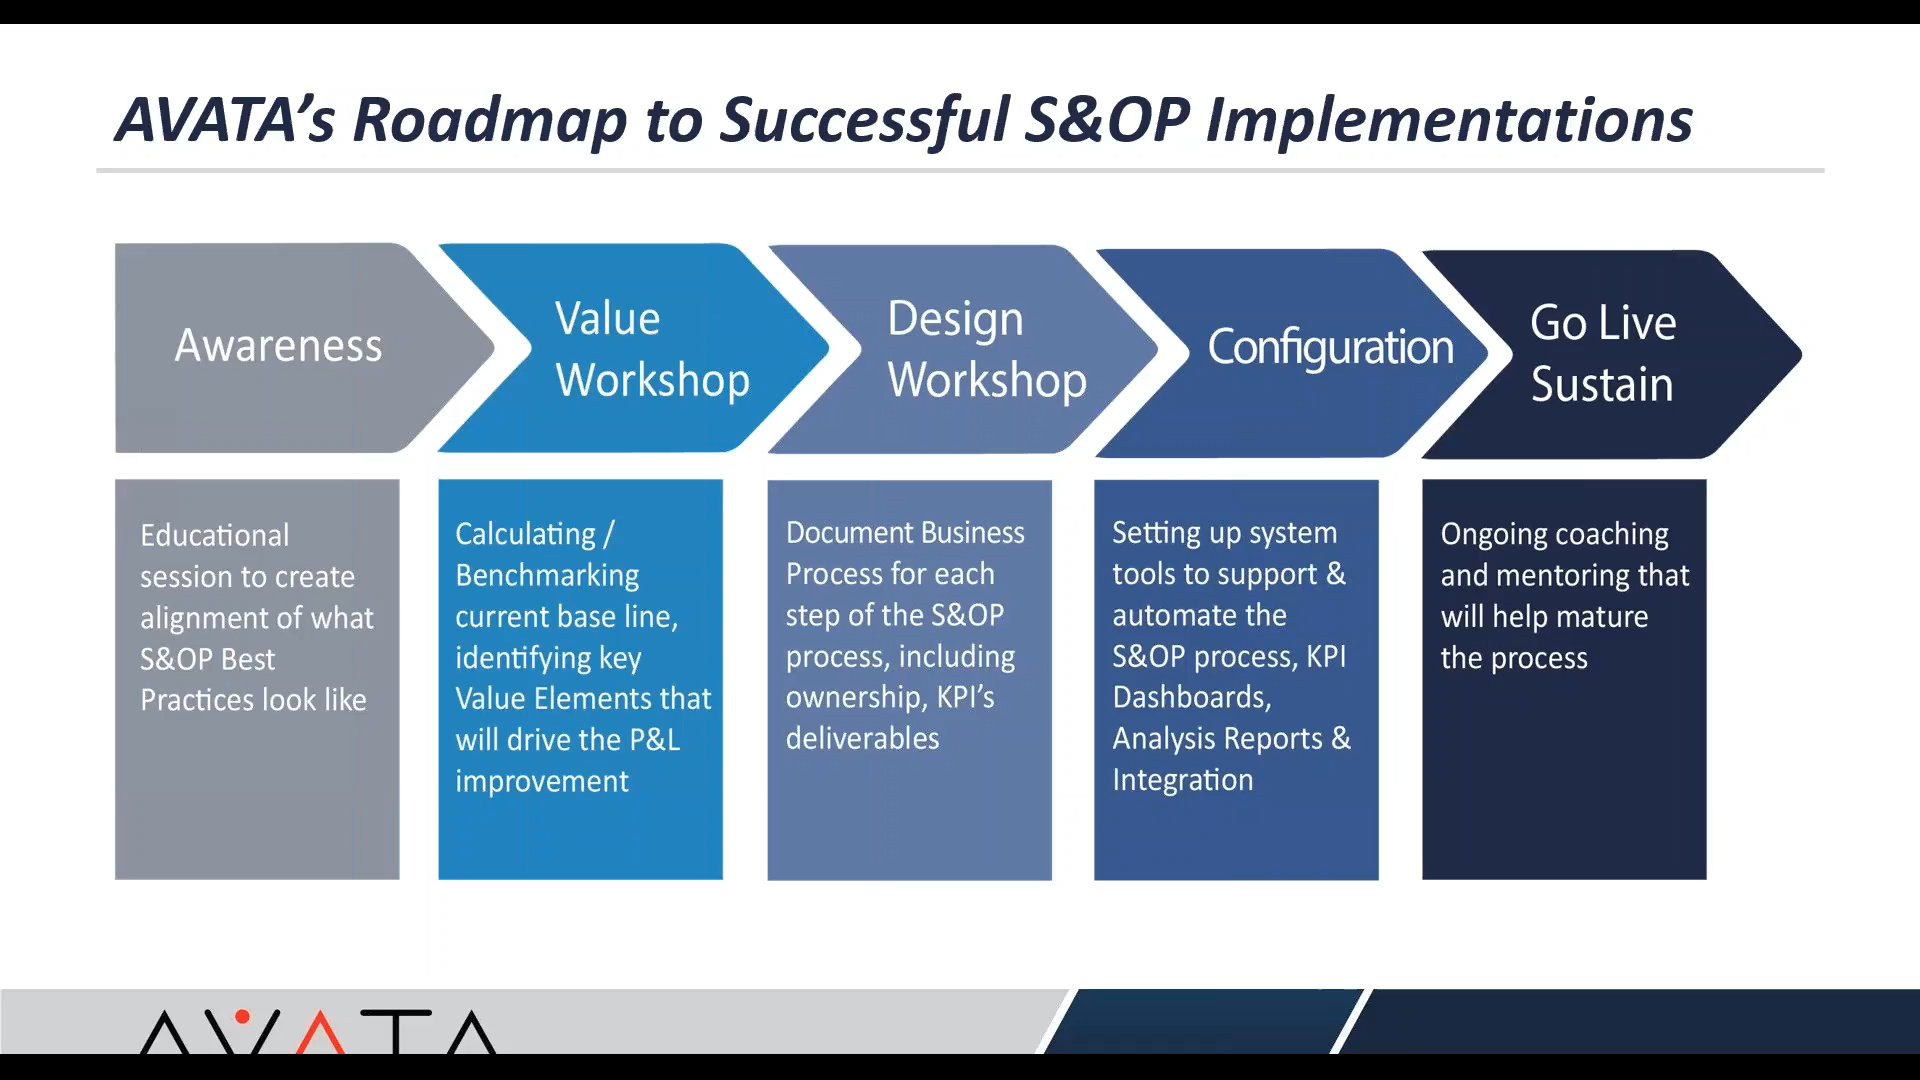 AVATA’s Roadmap to Successful S&OP Implementations
Awareness
Value
Workshop
Design
Workshop
Configuration
Go Live
Sustain
Educational
session to create
alignment of what
S&OP Best
Practices look like
Calculating /
Benchmarking
current base line,
identifying key
Value Elements that
will drive the P&L
improvement
Document Business
Process for each
step of the S&OP
process, including
ownership, KPI’s
deliverables
Setting up system
tools to support &
automate the
S&OP process, KPI
Dashboards,
Analysis Reports &
Integration
Ongoing coaching
and mentoring that
will help mature
the process
AVATA